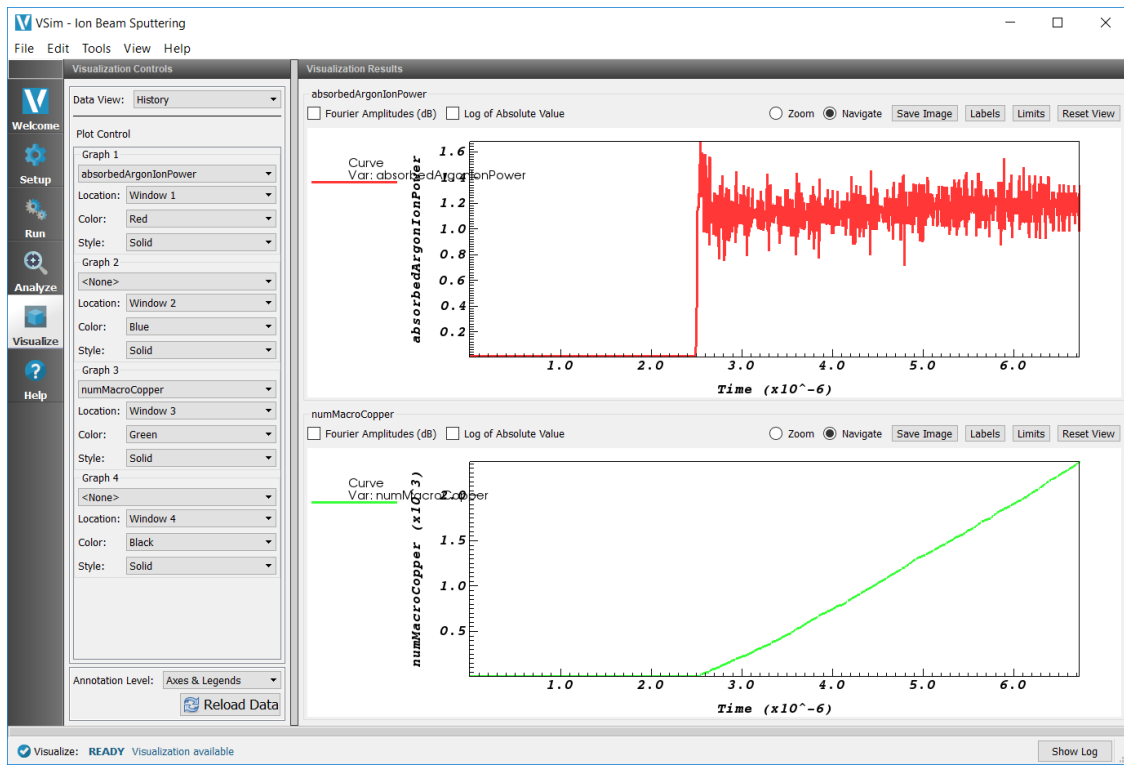 VSim - Ion Beam Sputtering
File Edit Tools View Help
Visualization Controls
Visualization Results
Welcome
Setup
Run
Analyze
Visualize
Help
Data View: History
Plot Control
Graph 1
absorbedArgonIonPower
Location: Window 1
Color: Red
Style: Solid
Graph 2
<None>
Location: Window 2
Color: Blue
Style: Solid
Graph 3
numMacroCopper
Location: Window 3
Color: Green
Style: Solid
Graph 4
<None>
Location: Window 4
Color: Black
Style: Solid
Annotation Level: Axes & Legends
Reload Data
absorbedArgonIonPower
Fourier Amplitudes (dB) Log of Absolute Value Zoom Navigate Save Image Labels Limits Reset View
Curve
Var: absorbedArgonIonPower
absorbedArgonIonPower
1.6
1.4
1.2
1.0
0.8
0.6
0.4
0.2
1.0 2.0 3.0 4.0 5.0 6.0
Time (x10^-6)
numMacroCopper
Fourier Amplitudes (dB) Log of Absolute Value Zoom Navigate Save Image Labels Limits Reset View
Curve
Var: numMacroCopper
numMacroCopper (x10^3)
2.0
1.5
1.0
0.5
1.0 2.0 3.0 4.0 5.0 6.0
Time (x10^-6)
Visualize: READY Visualization available
Show Log